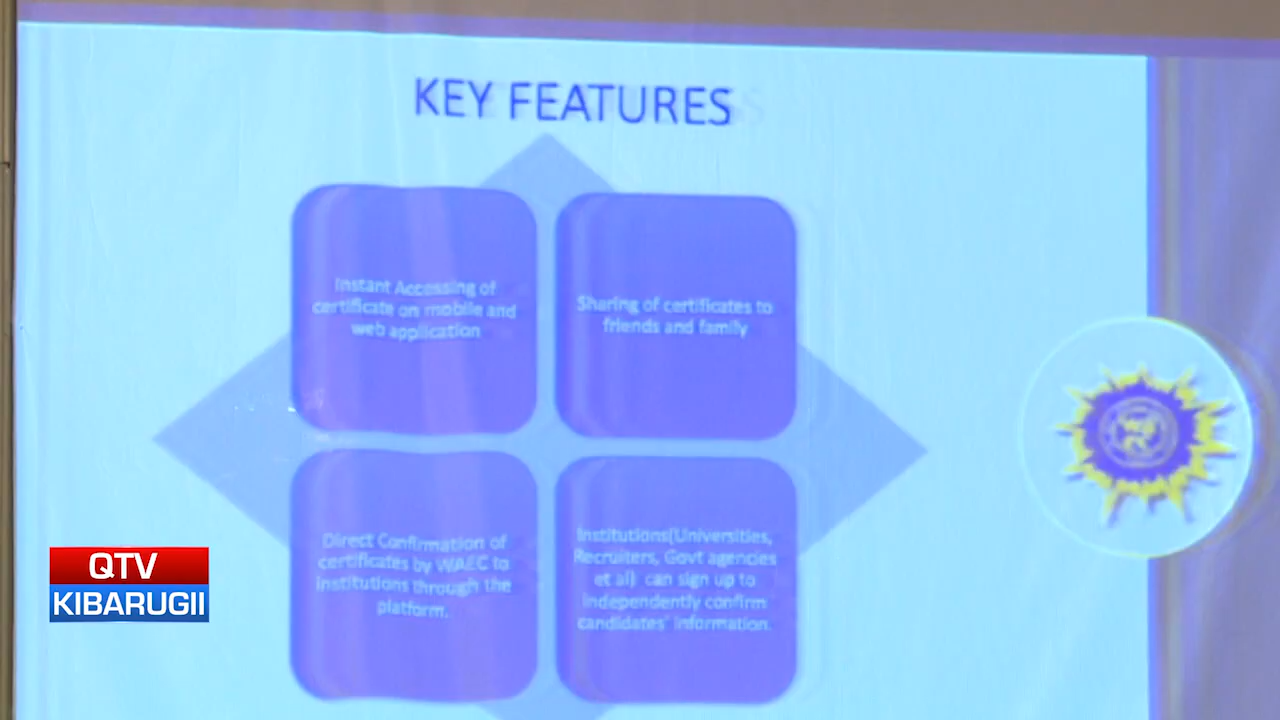 KEY FEATURES
Instant Accessing of
certificate on mobile and
web application
Sharing of certificates to
friends and family
Direct Confirmation of
certificates by WAEC to
institutions through the
platform.
Institutions(Universities,
Recruiters, Govt agencies
et al) can sign up to
independently confirm
candidates' information.
QTV
KIBARUGII